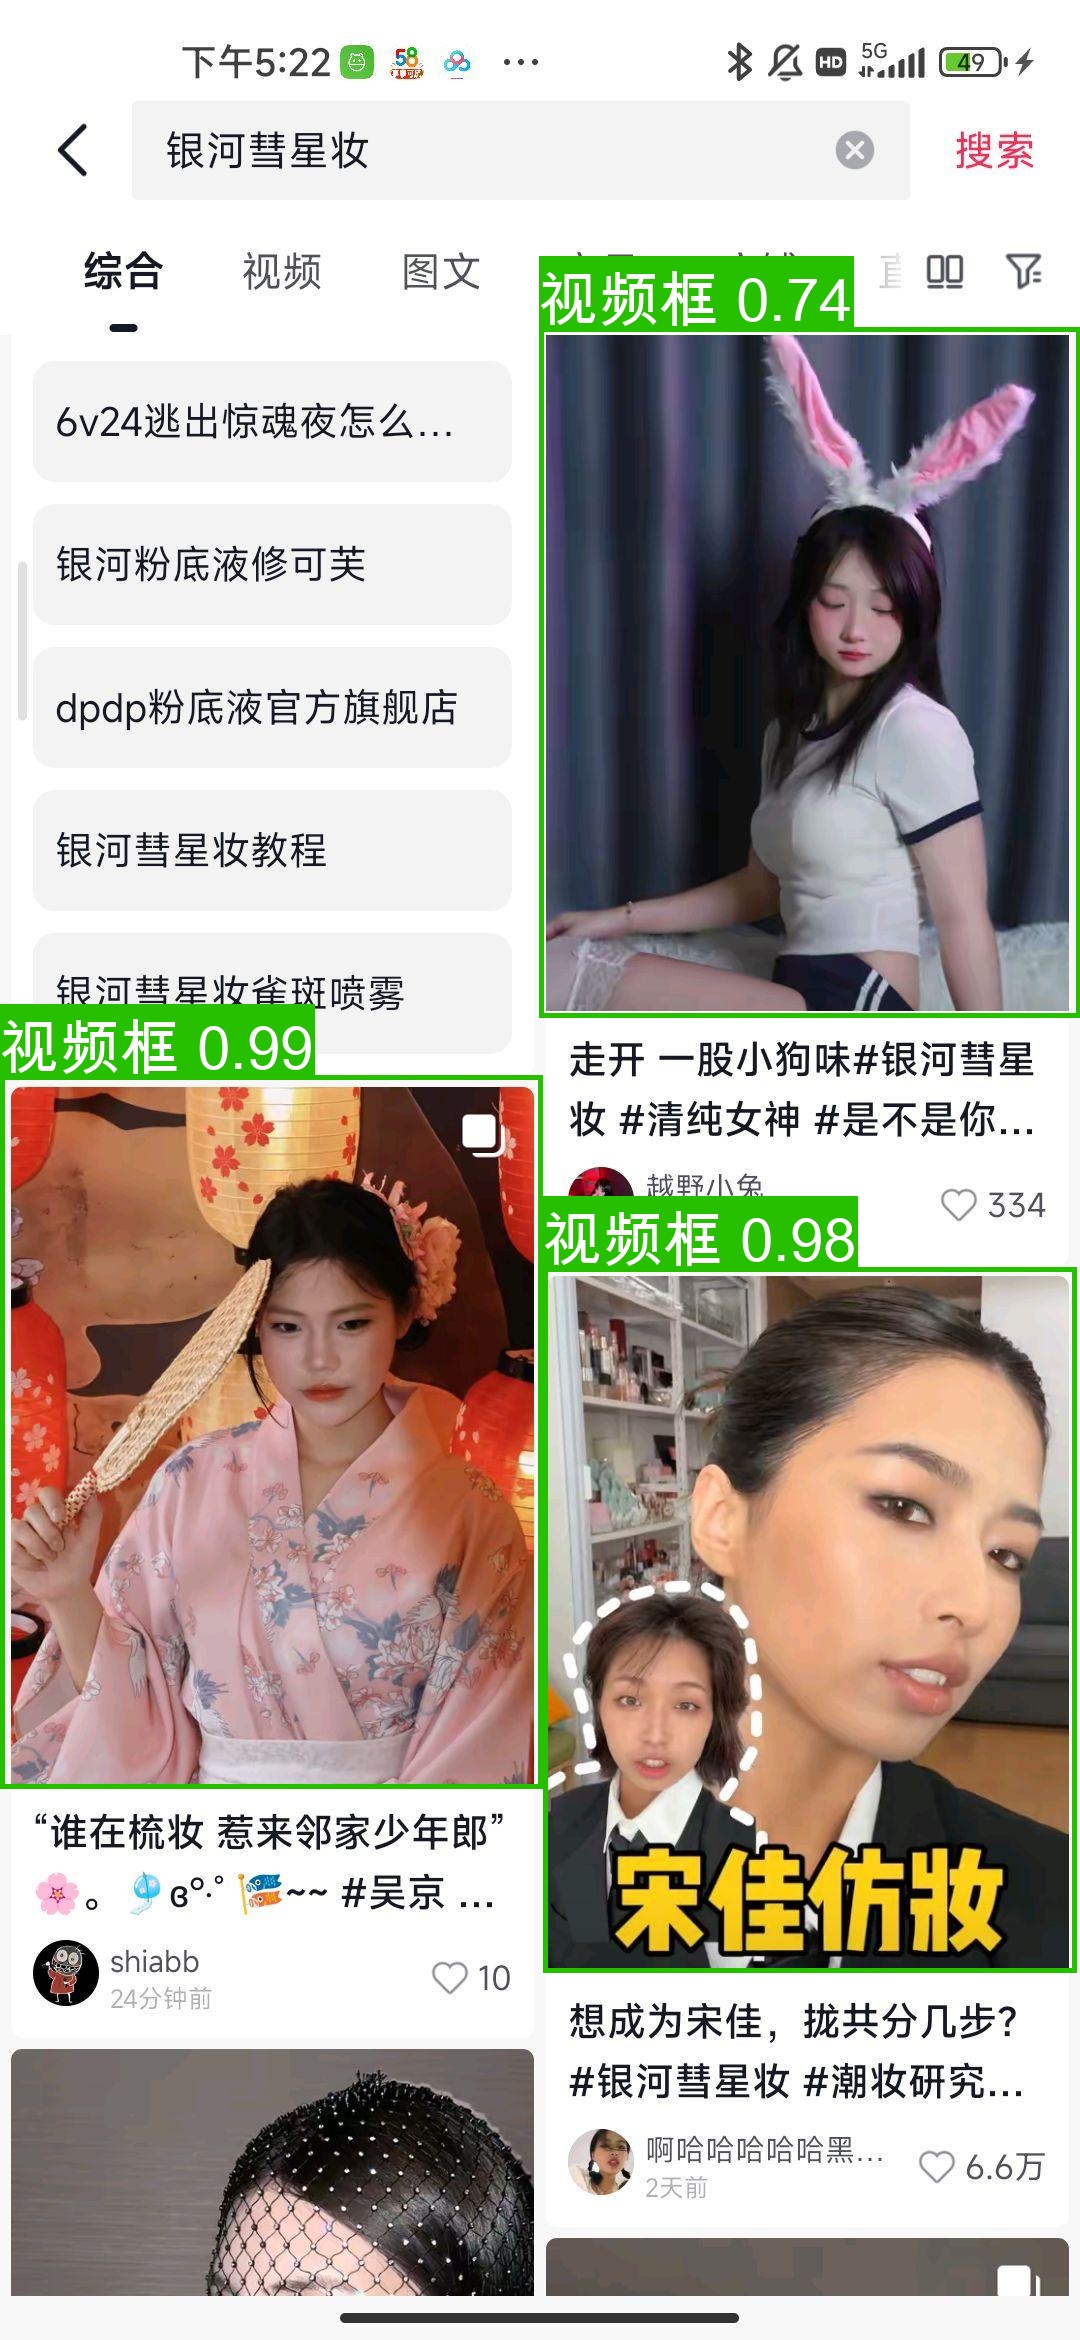 下午5:22
58
HD
5G
49
银河彗星妆
搜索
综合
视频
图文
直
视频框 0.74
6v24逃出惊魂夜怎么...
银河粉底液修可芙
dpdp粉底液官方旗舰店
银河彗星妆教程
银河彗星妆雀斑喷雾
视频框 0.99
走开 一股小狗味#银河彗星
妆 #清纯女神 #是不是你...
越野小兔
334
视频框 0.98
宋佳仿妝
“谁在梳妆 惹来邻家少年郎”
🌸。🎐ɞ°·˚🎏~~ #吴京 ...
shiabb
24分钟前
10
想成为宋佳，拢共分几步？
#银河彗星妆 #潮妆研究...
啊哈哈哈哈哈黑...
2天前
6.6万